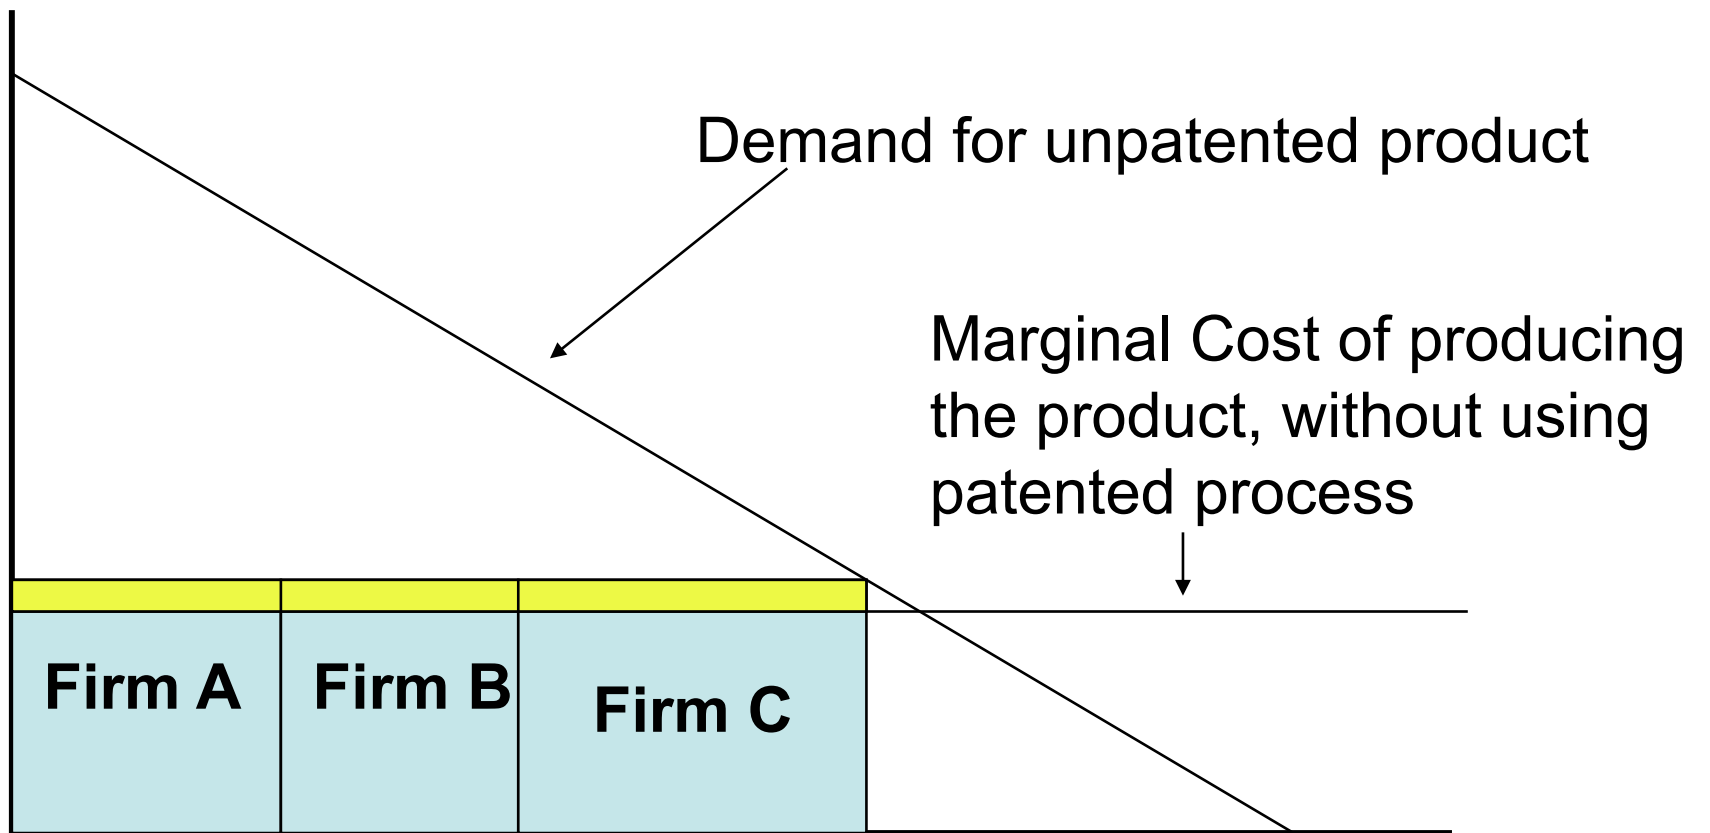 Demand for unpatented product
Marginal Cost of producing
the product, without using
patented process
Firm A
Firm B
Firm C